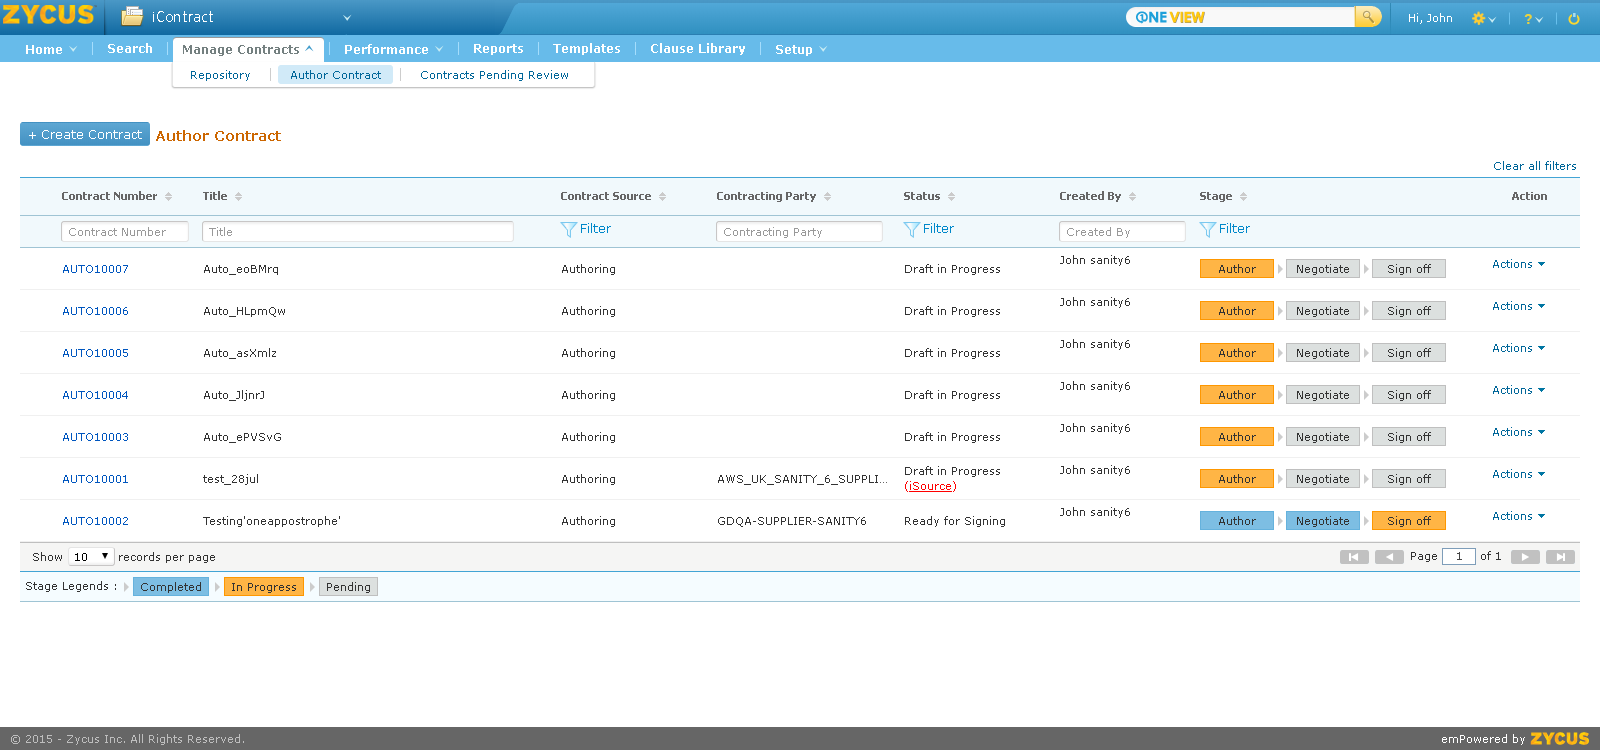 ZYCUS iContract ONE VIEW Hi, John ?
Home Search Manage Contracts Performance Reports Templates Clause Library Setup
Repository Author Contract Contracts Pending Review
+ Create Contract Author Contract
Clear all filters
Contract Number Title Contract Source Contracting Party Status Created By Stage Action
Contract Number Title Filter Contracting Party Filter Created By Filter
AUTO10007 Auto_eoBMrq Authoring Draft in Progress John sanity6 Author Negotiate Sign off Actions
AUTO10006 Auto_HLpmQw Authoring Draft in Progress John sanity6 Author Negotiate Sign off Actions
AUTO10005 Auto_asXmlz Authoring Draft in Progress John sanity6 Author Negotiate Sign off Actions
AUTO10004 Auto_JljnrJ Authoring Draft in Progress John sanity6 Author Negotiate Sign off Actions
AUTO10003 Auto_ePVSvG Authoring Draft in Progress John sanity6 Author Negotiate Sign off Actions
AUTO10001 test_28jul Authoring AWS_UK_SANITY_6_SUPPLI... Draft in Progress John sanity6 Author Negotiate Sign off Actions
(iSource)
AUTO10002 Testing'oneappostrophe' Authoring GDQA-SUPPLIER-SANITY6 Ready for Signing John sanity6 Author Negotiate Sign off Actions
Show 10 records per page Page 1 of 1
Stage Legends : Completed In Progress Pending
© 2015 - Zycus Inc. All Rights Reserved. emPowered by ZYCUS